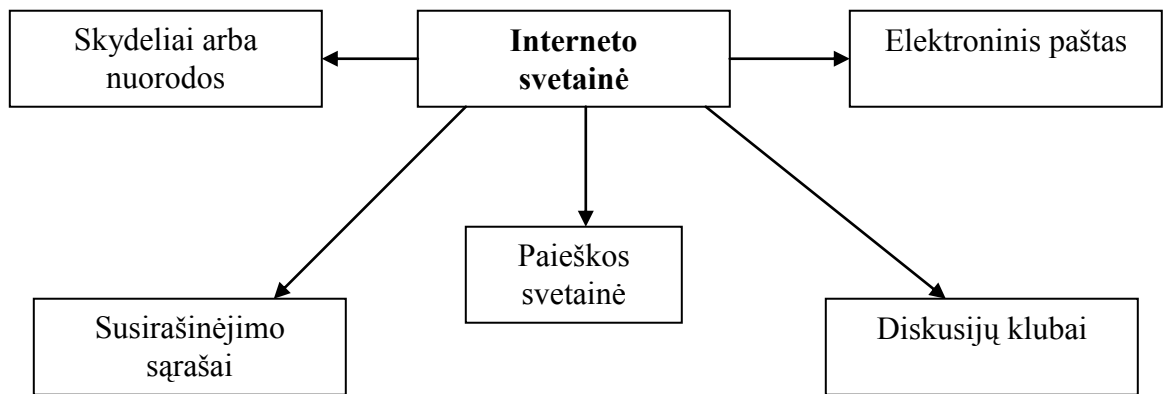 Skydeliai arba
nuorodos
Interneto
svetainė
Elektroninis paštas
Paieškos
svetainė
Susirašinėjimo
sąrašai
Diskusijų klubai